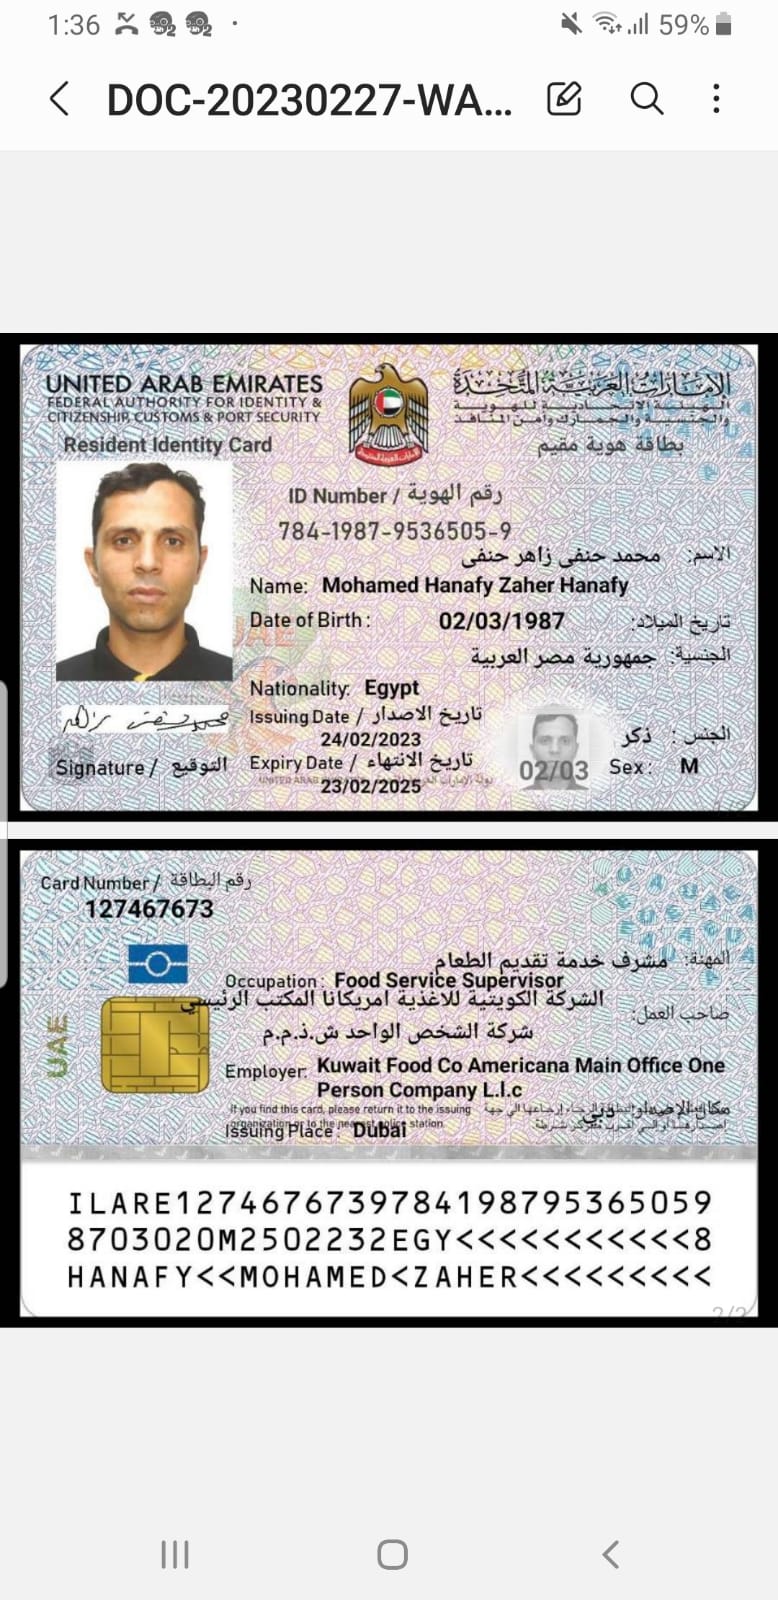 1:36 59%
DOC-20230227-WA...
UNITED ARAB EMIRATES
FEDERAL AUTHORITY FOR IDENTITY &
CITIZENSHIP, CUSTOMS & PORT SECURITY
Resident Identity Card
الإمارات العربية المتحدة
الهيئة الاتحادية للهوية
والجنسية والجمارك وأمن المنافذ
بطاقة هوية مقيم
ID Number / رقم الهوية
784-1987-9536505-9
الاسم: محمد حنفى زاهر حنفى
Name: Mohamed Hanafy Zaher Hanafy
Date of Birth: 02/03/1987 تاريخ الميلاد:
الجنسية: جمهورية مصر العربية
Nationality: Egypt
Issuing Date / تاريخ الاصدار
24/02/2023
الجنس: ذكر
Expiry Date / تاريخ الانتهاء
23/02/2025
Sex: M
02/03
Signature / التوقيع
Card Number / رقم البطاقة
127467673
المهنة: مشرف خدمة تقديم الطعام
Occupation: Food Service Supervisor
صاحب العمل: الشركة الكويتية للاغذية امريكانا المكتب الرئيسي
شركة الشخص الواحد ش.ذ.م.م
Employer: Kuwait Food Co Americana Main Office One
Person Company L.l.c
If you find this card, please return it to the issuing
organization or to the nearest police station.
Issuing Place: Dubai
دبي
UAE
ILARE1274676739784198795365059
8703020M2502232EGY<<<<<<<<<<<8
HANAFY<<MOHAMED<ZAHER<<<<<<<<<
2/2